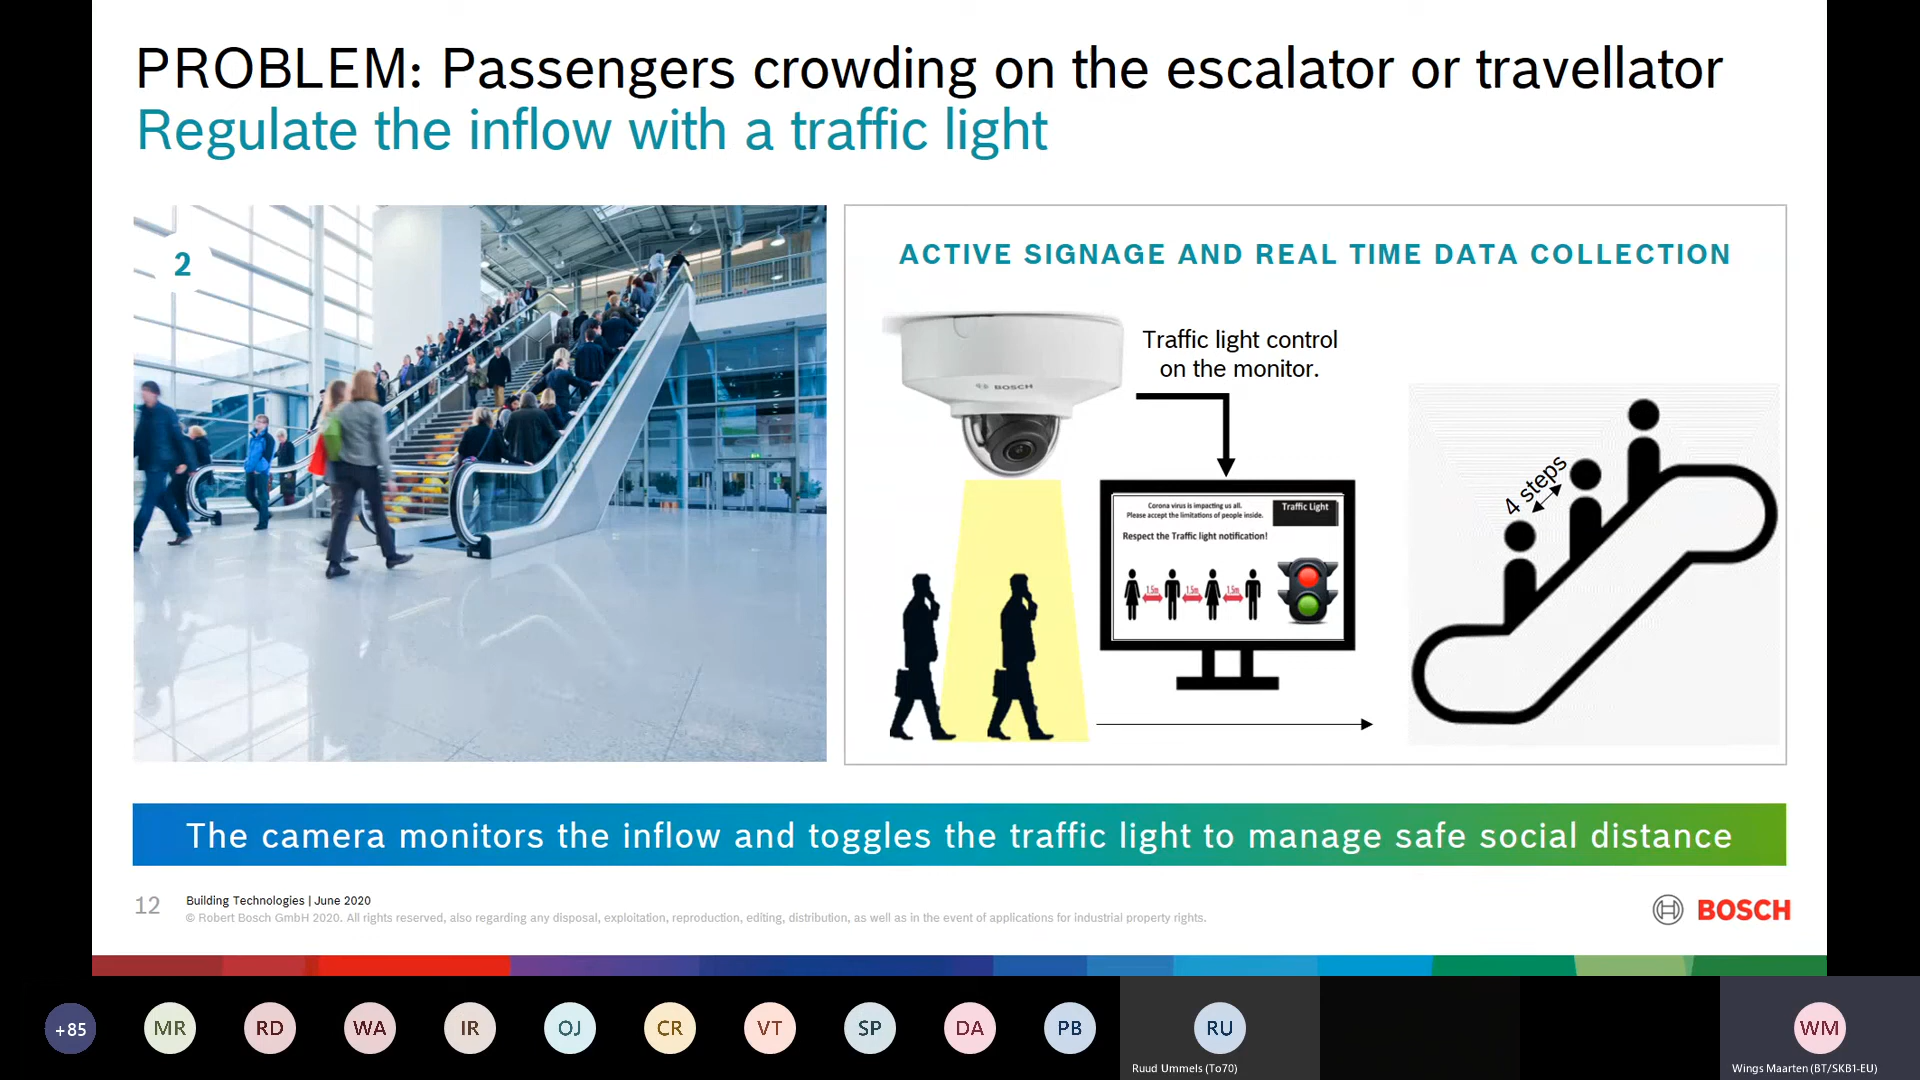 PROBLEM: Passengers crowding on the escalator or travellator
Regulate the inflow with a traffic light
2
ACTIVE SIGNAGE AND REAL TIME DATA COLLECTION
BOSCH
Traffic light control
on the monitor.
Corona virus is impacting us all.
Please accept the limitations of people inside.
Traffic Light
Respect the Traffic light notification!
1.5m 1.5m 1.5m
4 steps
The camera monitors the inflow and toggles the traffic light to manage safe social distance
12
Building Technologies | June 2020
© Robert Bosch GmbH 2020. All rights reserved, also regarding any disposal, exploitation, reproduction, editing, distribution, as well as in the event of applications for industrial property rights.
BOSCH
+85 MR RD WA IR OJ CR VT SP DA PB RU WM
Ruud Ummels (To70)
Wings Maarten (BT/SKB1-EU)